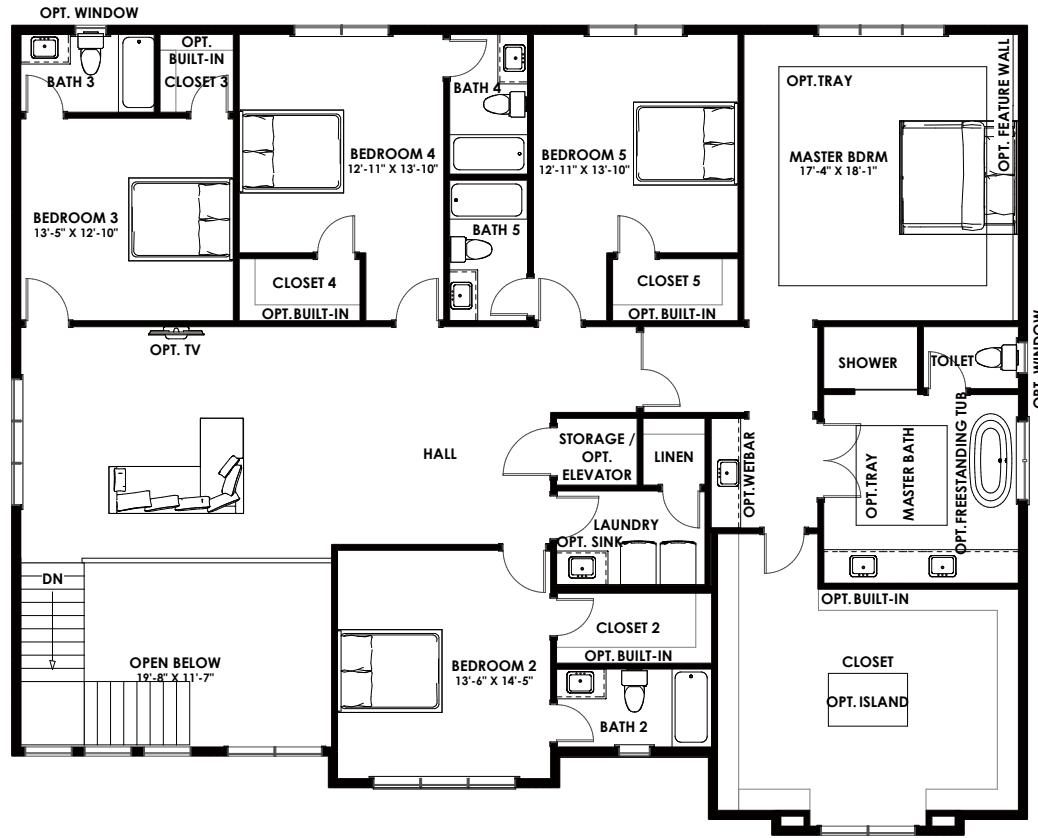 OPT. WINDOW
BATH 3
OPT.
BUILT-IN
CLOSET 3
BEDROOM 3
13'-5" X 12'-10"
BEDROOM 4
12'-11" X 13'-10"
CLOSET 4
OPT. BUILT-IN
BATH 4
BATH 5
BEDROOM 5
12'-11" X 13'-10"
CLOSET 5
OPT. BUILT-IN
OPT.TRAY
MASTER BDRM
17'-4" X 18'-1"
OPT. FEATURE WALL
OPT. TV
HALL
STORAGE /
OPT.
ELEVATOR
LINEN
OPT.WETBAR
SHOWER
TOILET
OPT. WINDOW
OPT.TRAY
MASTER BATH
OPT.FREESTANDING TUB
LAUNDRY
OPT. SINK
DN
OPEN BELOW
19'-8" X 11'-7"
BEDROOM 2
13'-6" X 14'-5"
CLOSET 2
OPT. BUILT-IN
BATH 2
OPT. BUILT-IN
CLOSET
OPT. ISLAND